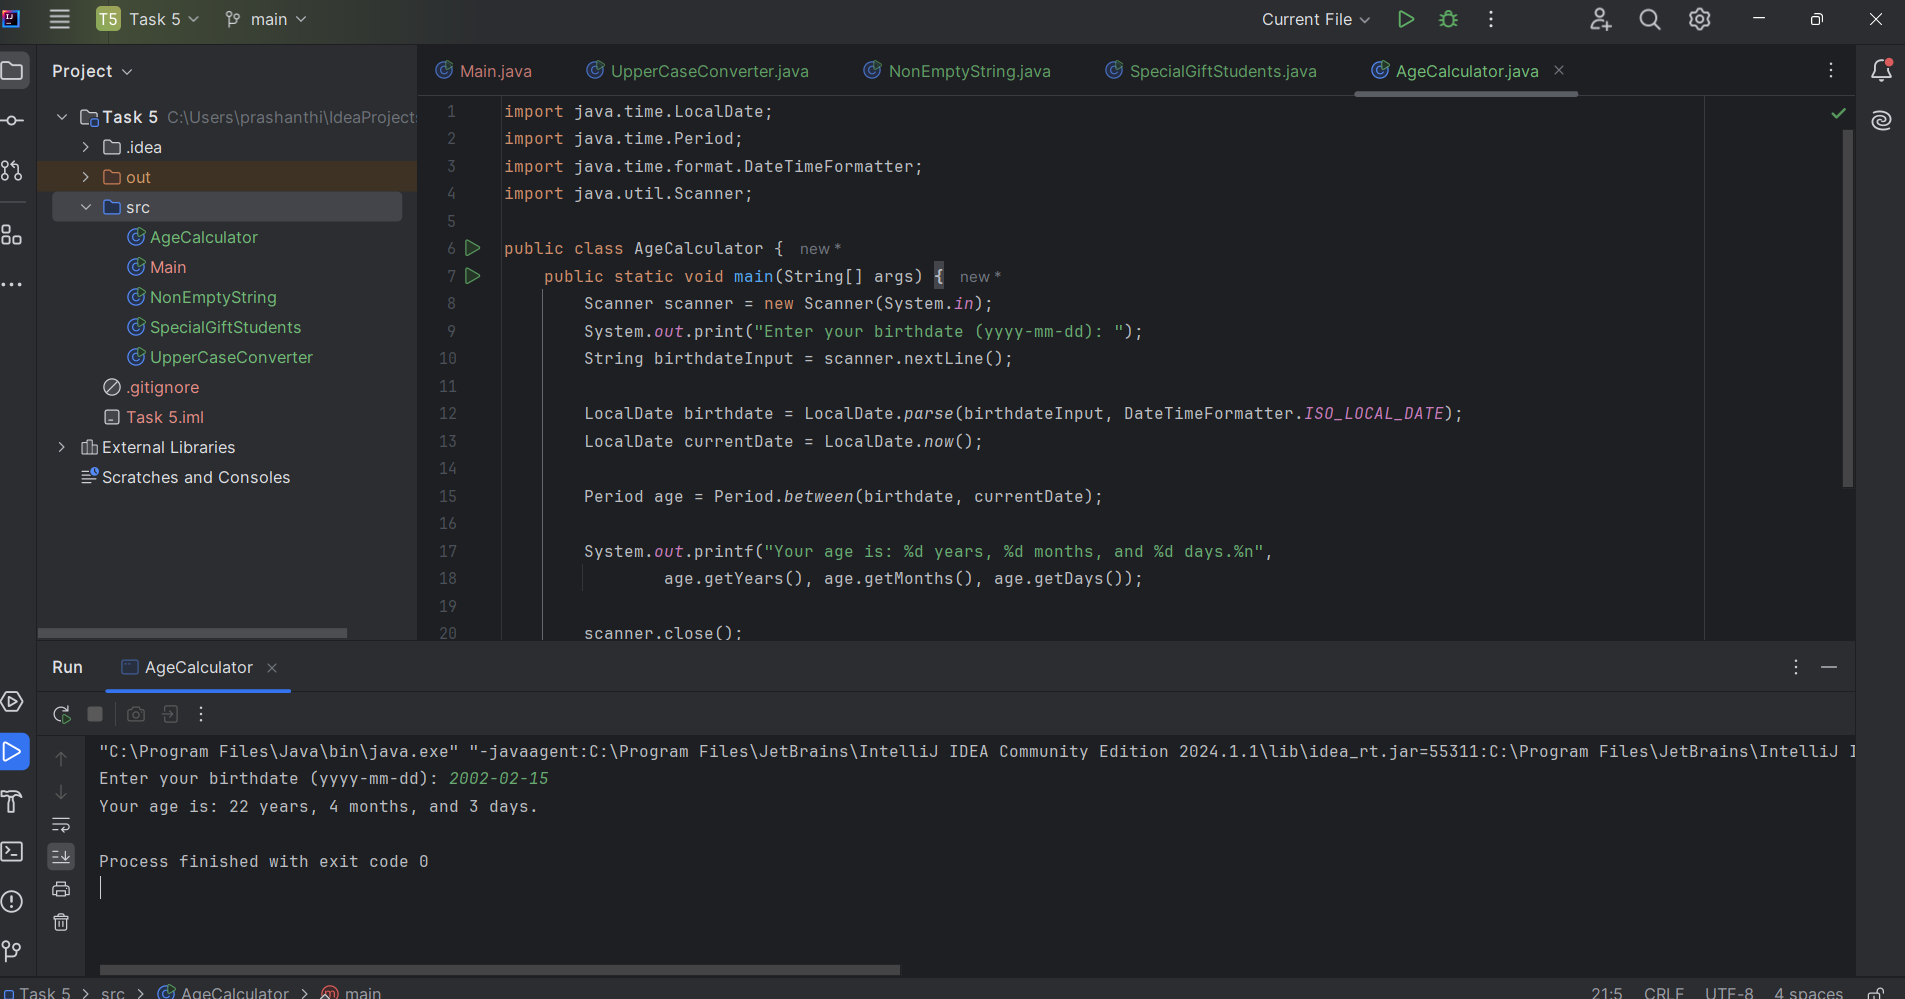 T5 Task 5 main Current File
Project
Main.java UpperCaseConverter.java NonEmptyString.java SpecialGiftStudents.java AgeCalculator.java
Task 5 C:\Users\prashanthi\IdeaProject
.idea
out
src
AgeCalculator
Main
NonEmptyString
SpecialGiftStudents
UpperCaseConverter
.gitignore
Task 5.iml
External Libraries
Scratches and Consoles
1 import java.time.LocalDate;
2 import java.time.Period;
3 import java.time.format.DateTimeFormatter;
4 import java.util.Scanner;
5
6 public class AgeCalculator { new *
7 public static void main(String[] args) { new *
8 Scanner scanner = new Scanner(System.in);
9 System.out.print("Enter your birthdate (yyyy-mm-dd): ");
10 String birthdateInput = scanner.nextLine();
11
12 LocalDate birthdate = LocalDate.parse(birthdateInput, DateTimeFormatter.ISO_LOCAL_DATE);
13 LocalDate currentDate = LocalDate.now();
14
15 Period age = Period.between(birthdate, currentDate);
16
17 System.out.printf("Your age is: %d years, %d months, and %d days.%n",
18 age.getYears(), age.getMonths(), age.getDays());
19
20 scanner.close();
Run AgeCalculator
"C:\Program Files\Java\bin\java.exe" "-javaagent:C:\Program Files\JetBrains\IntelliJ IDEA Community Edition 2024.1.1\lib\idea_rt.jar=55311:C:\Program Files\JetBrains\IntelliJ I
Enter your birthdate (yyyy-mm-dd): 2002-02-15
Your age is: 22 years, 4 months, and 3 days.
Process finished with exit code 0
Task 5 > src > AgeCalculator > main 21:5 CRLF UTF-8 4 spaces